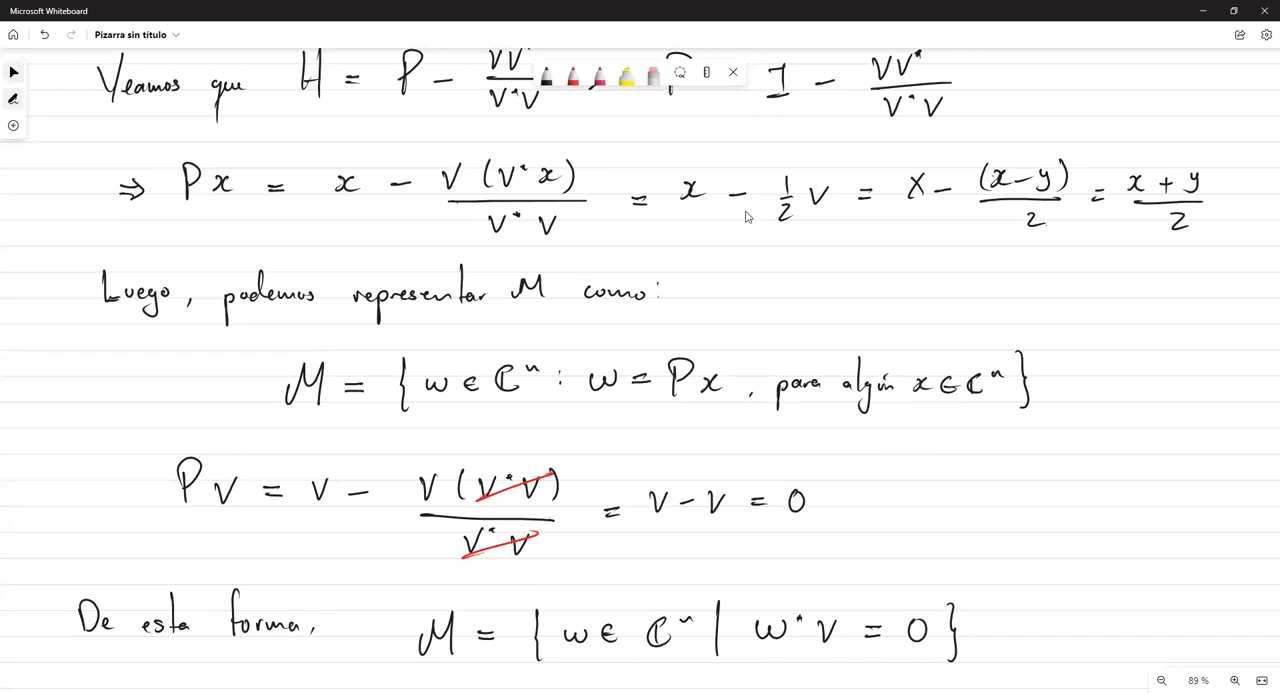 Microsoft Whiteboard
Pizarra sin título
Veamos que H = P - VV / V*V , P = I - VV* / V*V
⇒ Px = x - V(V*x) / V*V = x - 1/2 V = x - (x-y)/2 = x+y / 2
Luego, podemos representar M como:
M = { w ∈ ℂⁿ : w = Px, para algún x ∈ ℂⁿ }
PV = V - V(V*V) / V*V = V - V = 0
De esta forma, M = { w ∈ ℂⁿ | w*V = 0 }
89 %